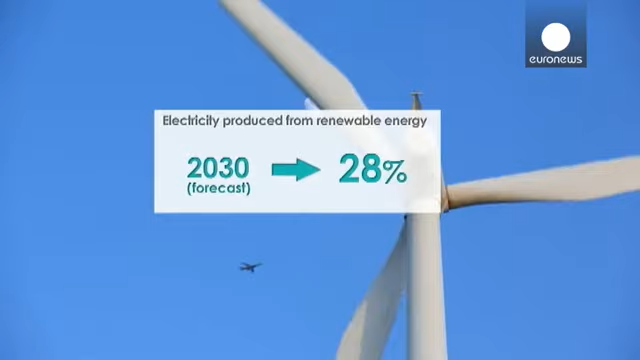 euronews
Electricity produced from renewable energy
2030 → 28%
(forecast)